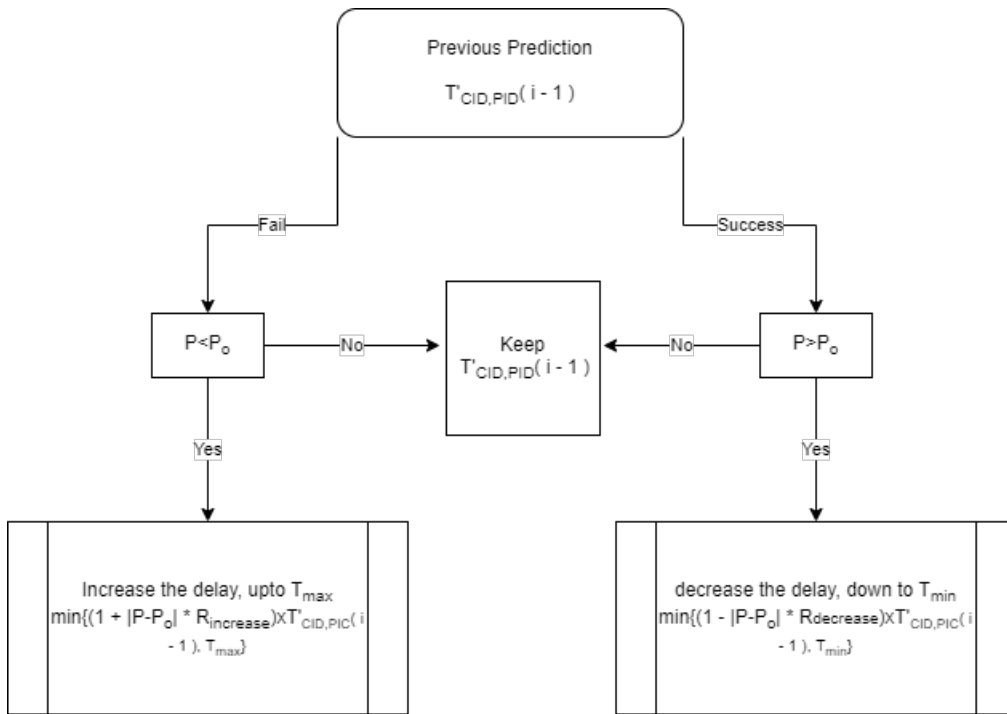 Previous Prediction
T'CID,PID( i - 1 )
Fail
Success
P<Po
No
Keep
T'CID,PID( i - 1 )
No
P>Po
Yes
Yes
Increase the delay, upto Tmax
min{(1 + |P-Po| * Rincrease)xT'CID,PIC( i
- 1 ), Tmax}
decrease the delay, down to Tmin
min{(1 - |P-Po| * Rdecrease)xT'CID,PIC( i
- 1 ), Tmin}